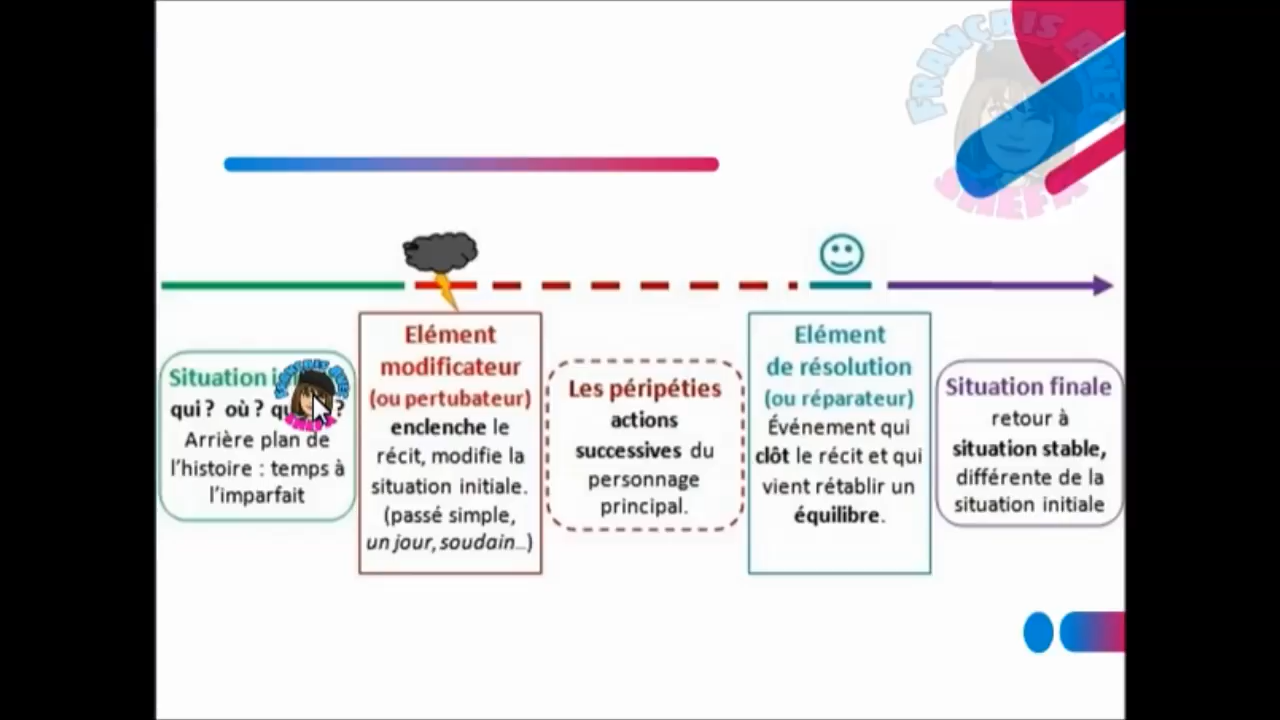 FRANÇAIS AVEC
Situation
qui ? où ? ?
Arrière plan de
l'histoire : temps à
l'imparfait
Elément
modificateur
(ou pertubateur)
enclenche le
récit, modifie la
situation initiale.
(passé simple,
un jour, soudain...)
Les péripéties
actions
successives du
personnage
principal.
Elément
de résolution
(ou réparateur)
Événement qui
clôt le récit et qui
vient rétablir un
équilibre.
Situation finale
retour à
situation stable,
différente de la
situation initiale